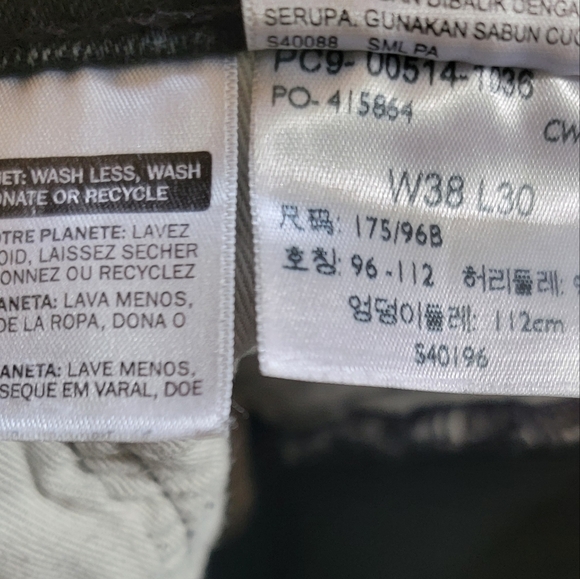 SERUPA. GUNAKAN SABUN CUC
S40088 SML PA
PC9- 00514-1036
PO- 415864
CW
W38 L30
尺码: 175/96B
호칭: 96 -112 허리둘레:
엉덩이둘레: 112cm
S40196
ET: WASH LESS, WASH
ONATE OR RECYCLE
OTRE PLANETE: LAVEZ
OID, LAISSEZ SECHER
ONNEZ OU RECYCLEZ
ANETA: LAVA MENOS,
DE LA ROPA, DONA O
ANETA: LAVE MENOS,
SEQUE EM VARAL, DOE